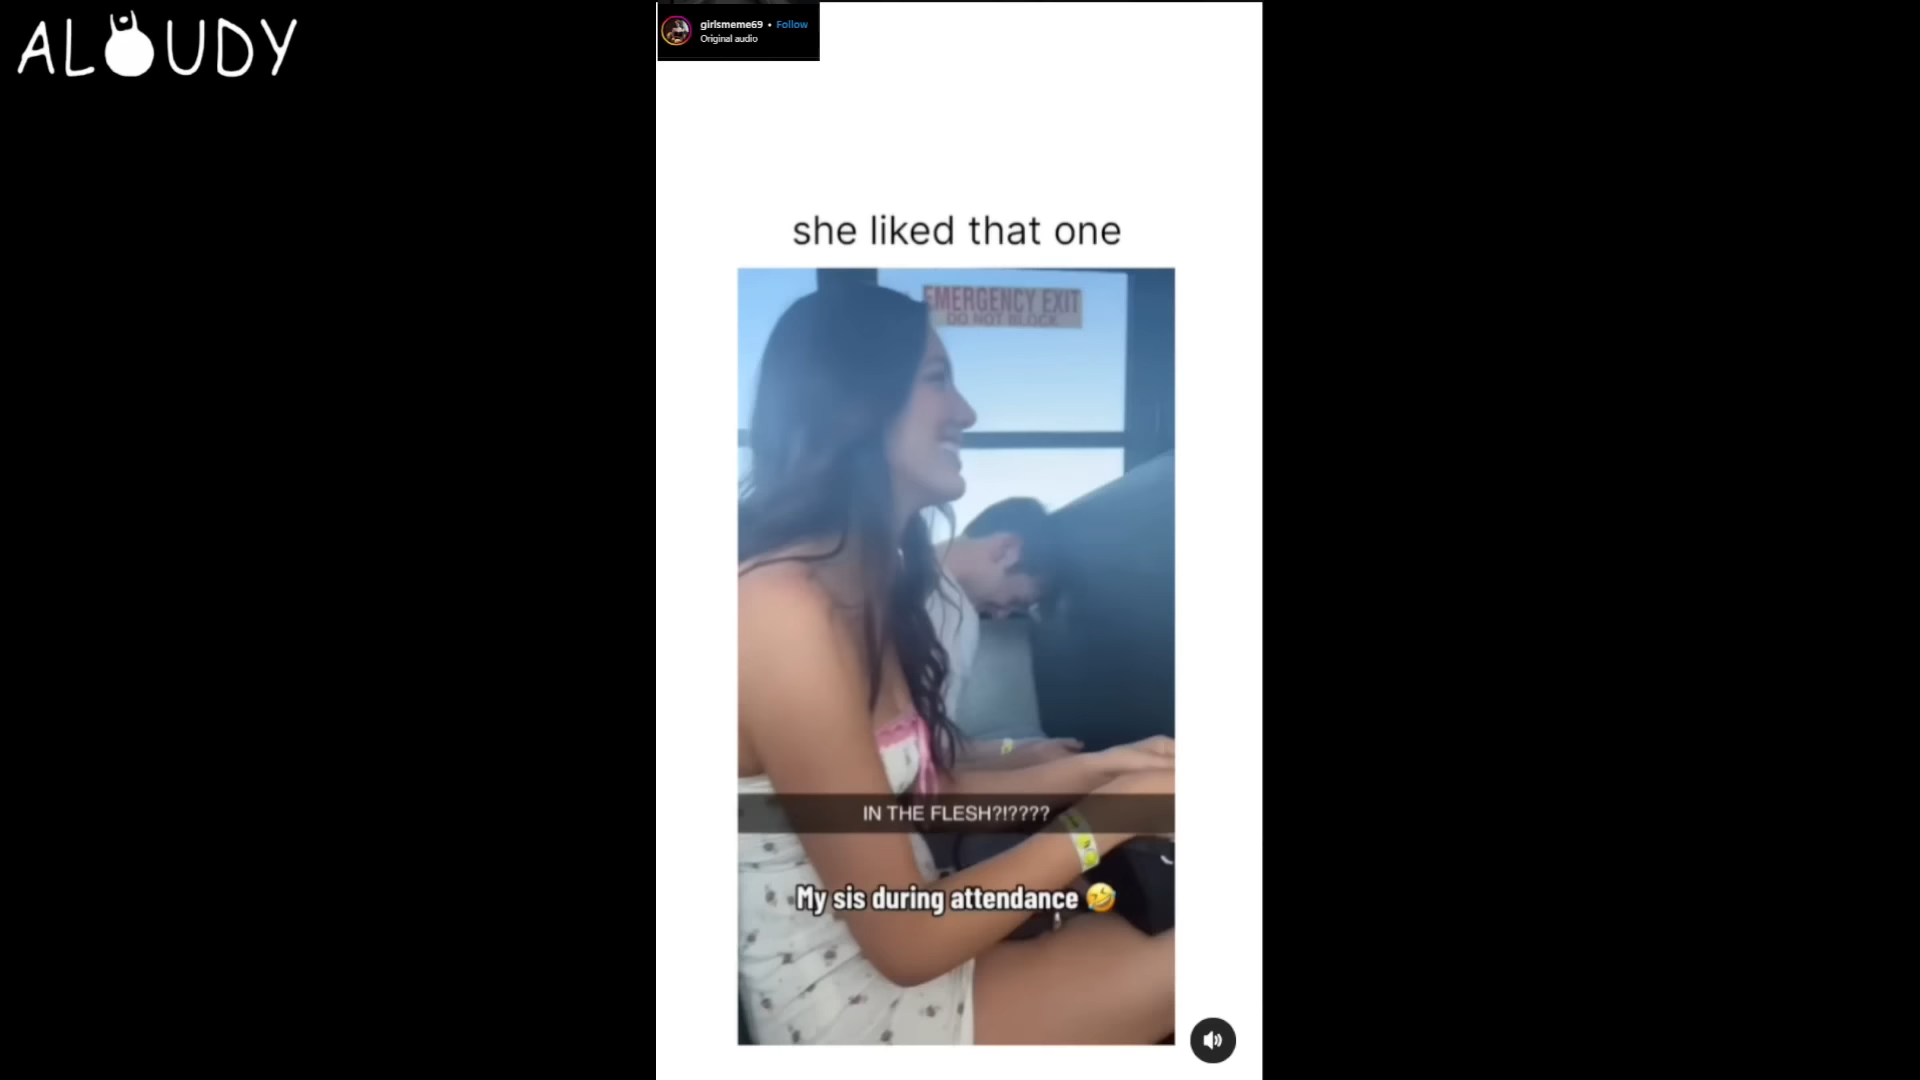 ALOUDY
girlsmeme69 • Follow
Original audio
she liked that one
EMERGENCY EXIT
DO NOT BLOCK
IN THE FLESH?!????
My sis during attendance 🤣